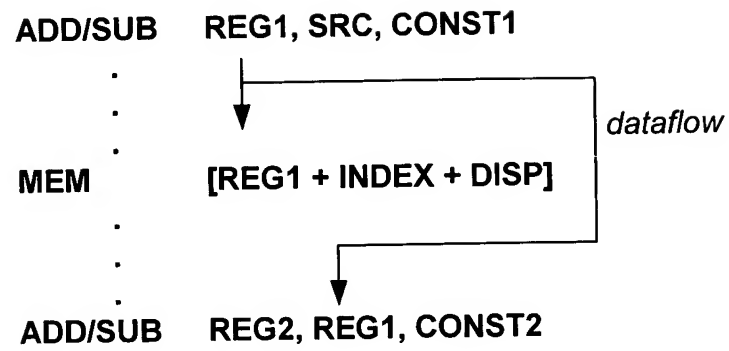 ADD/SUB REG1, SRC, CONST1
.
.
dataflow
.
MEM [REG1 + INDEX + DISP]
.
.
.
ADD/SUB REG2, REG1, CONST2